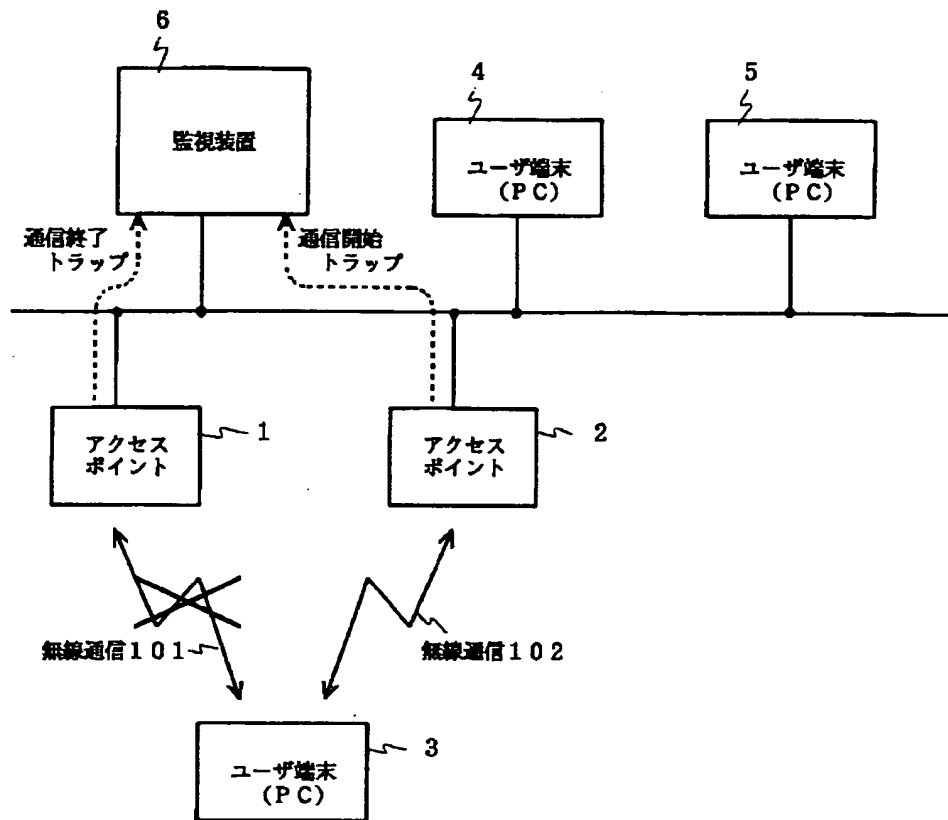 6
監視装置
4
ユーザ端末
(PC)
5
ユーザ端末
(PC)
通信終了
トラップ
通信開始
トラップ
アクセス
ポイント
1
アクセス
ポイント
2
無線通信101
無線通信102
ユーザ端末
(PC)
3